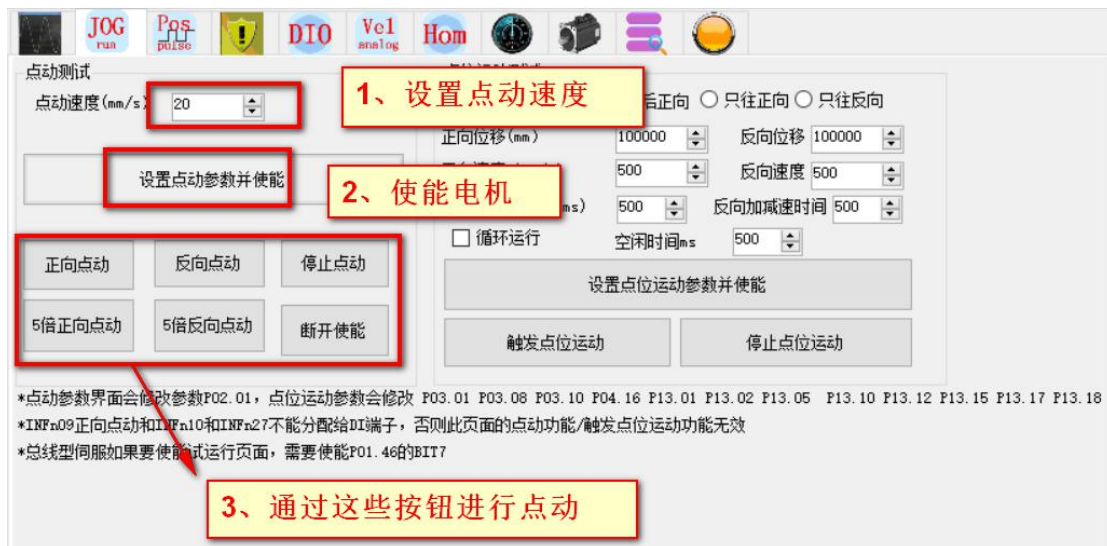 JOG
run
Pos
pulse
DIO
Vel
analog
Hom
点动测试
点动速度(mm/s)
20
1、设置点动速度
后正向
只往正向
只往反向
正向位移(mm)
100000
反向位移
100000
设置点动参数并使能
2、使能电机
500
反向速度
500
ms)
500
反向加减速时间
500
循环运行
空闲时间ms
500
正向点动
反向点动
停止点动
设置点位运动参数并使能
5倍正向点动
5倍反向点动
断开使能
触发点位运动
停止点位运动
*点动参数界面会修改参数P02.01，点位运动参数会修改 P03.01 P03.08 P03.10 P04.16 P13.01 P13.02 P13.05 P13.10 P13.12 P13.15 P13.17 P13.18
*INFn09正向点动和INFn10和INFn27不能分配给DI端子，否则此页面的点动功能/触发点位运动功能无效
*总线型伺服如果要使能试运行页面，需要使能P01.46的BIT7
3、通过这些按钮进行点动